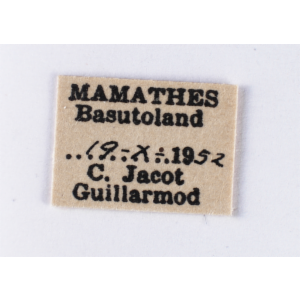 MAMATHES
Basutoland
..19.-X-.1952
C. Jacot
Guillarmod